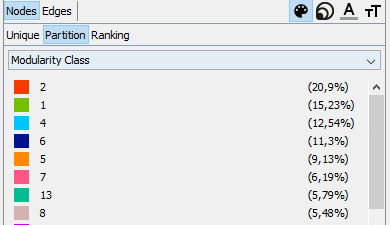 Nodes Edges A TT
Unique Partition Ranking
Modularity Class
2 (20,9%)
1 (15,23%)
4 (12,54%)
6 (11,3%)
5 (9,13%)
7 (6,19%)
13 (5,79%)
8 (5,48%)